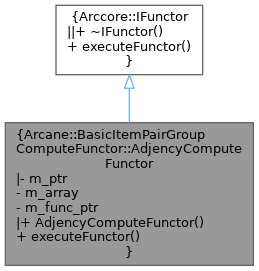 {Arccore::IFunctor
||+ ~IFunctor()
+ executeFunctor()
}
{Arcane::BasicItemPairGroup
ComputeFunctor::AdjencyCompute
Functor
|- m_ptr
- m_array
- m_func_ptr
|+ AdjencyComputeFunctor()
+ executeFunctor()
}